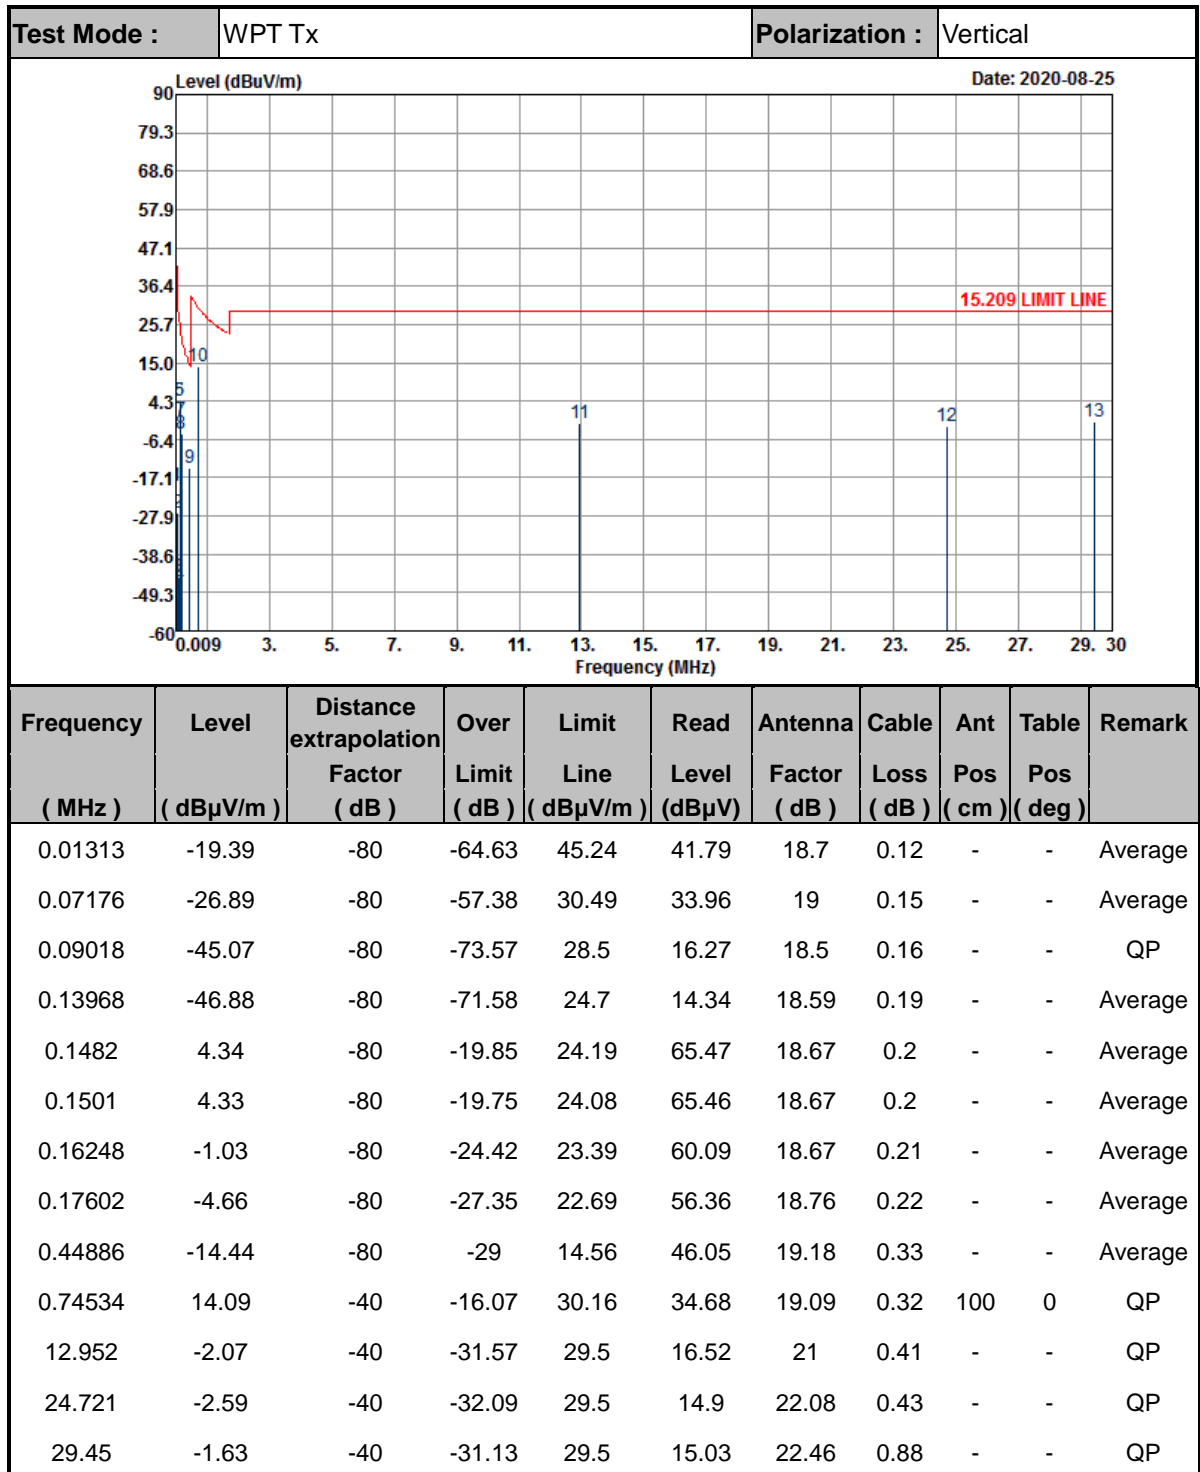 Test Mode : WPT Tx Polarization : Vertical
Level (dBuV/m) Date: 2020-08-25
90
79.3
68.6
57.9
47.1
36.4
25.7
15.0
4.3
-6.4
-17.1
-27.9
-38.6
-49.3
-60
15.209 LIMIT LINE
5
7
8
9
10
11
12
13
0.009 3. 5. 7. 9. 11. 13. 15. 17. 19. 21. 23. 25. 27. 29. 30
Frequency (MHz)
Frequency Level Distance extrapolation Over Limit Read Antenna Cable Ant Table Remark
Factor Limit Line Level Factor Loss Pos Pos
( MHz ) ( dBµV/m ) ( dB ) ( dB ) ( dBµV/m ) (dBµV) ( dB ) ( dB ) ( cm ) ( deg )
0.01313 -19.39 -80 -64.63 45.24 41.79 18.7 0.12 - - Average
0.07176 -26.89 -80 -57.38 30.49 33.96 19 0.15 - - Average
0.09018 -45.07 -80 -73.57 28.5 16.27 18.5 0.16 - - QP
0.13968 -46.88 -80 -71.58 24.7 14.34 18.59 0.19 - - Average
0.1482 4.34 -80 -19.85 24.19 65.47 18.67 0.2 - - Average
0.1501 4.33 -80 -19.75 24.08 65.46 18.67 0.2 - - Average
0.16248 -1.03 -80 -24.42 23.39 60.09 18.67 0.21 - - Average
0.17602 -4.66 -80 -27.35 22.69 56.36 18.76 0.22 - - Average
0.44886 -14.44 -80 -29 14.56 46.05 19.18 0.33 - - Average
0.74534 14.09 -40 -16.07 30.16 34.68 19.09 0.32 100 0 QP
12.952 -2.07 -40 -31.57 29.5 16.52 21 0.41 - - QP
24.721 -2.59 -40 -32.09 29.5 14.9 22.08 0.43 - - QP
29.45 -1.63 -40 -31.13 29.5 15.03 22.46 0.88 - - QP